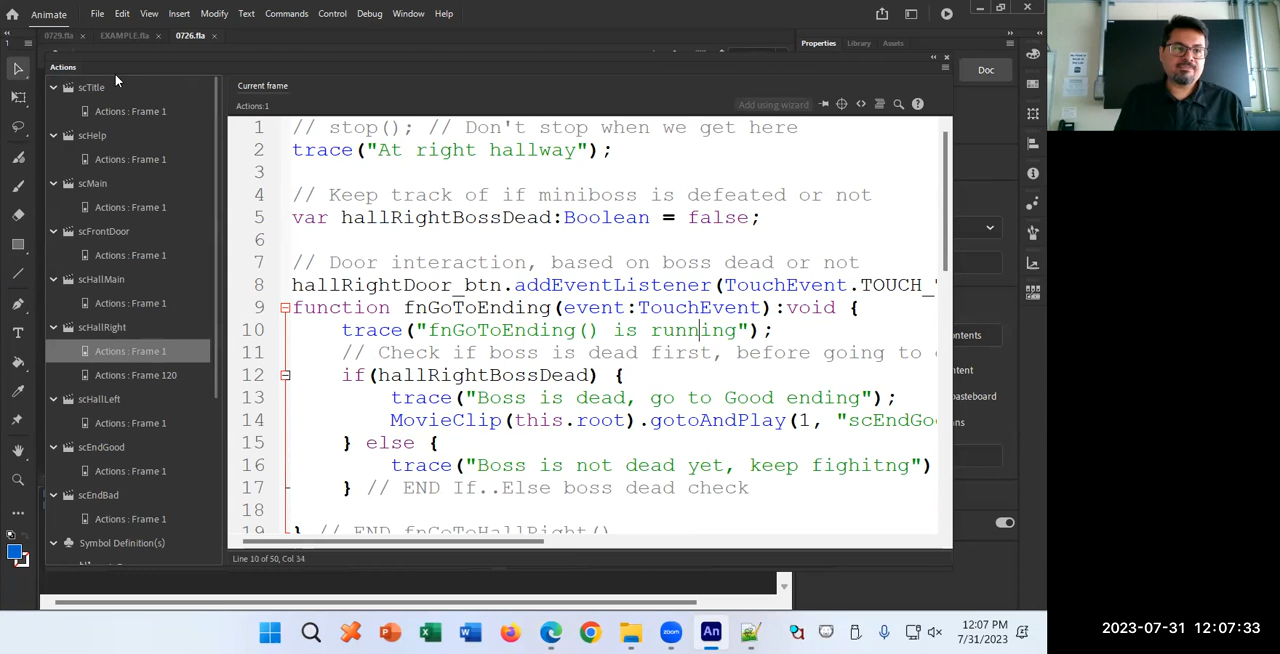 Animate File Edit View Insert Modify Text Commands Control Debug Window Help
0729.fla × EXAMPLE.fla × 0726.fla ×
Properties Library Assets
Actions
Doc
Current frame
Actions:1 Add using wizard
scTitle
Actions : Frame 1
scHelp
Actions : Frame 1
scMain
Actions : Frame 1
scFrontDoor
Actions : Frame 1
scHallMain
Actions : Frame 1
scHallRight
Actions : Frame 1
Actions : Frame 120
scHallLeft
Actions : Frame 1
scEndGood
Actions : Frame 1
scEndBad
Actions : Frame 1
Symbol Definition(s)
1 // stop(); // Don't stop when we get here
2 trace("At right hallway");
3
4 // Keep track of if miniboss is defeated or not
5 var hallRightBossDead:Boolean = false;
6
7 // Door interaction, based on boss dead or not
8 hallRightDoor_btn.addEventListener(TouchEvent.TOUCH_
9 function fnGoToEnding(event:TouchEvent):void {
10 trace("fnGoToEnding() is running");
11 // Check if boss is dead first, before going to
12 if(hallRightBossDead) {
13 trace("Boss is dead, go to Good ending");
14 MovieClip(this.root).gotoAndPlay(1, "scEndGo
15 } else {
16 trace("Boss is not dead yet, keep fighitng")
17 } // END If..Else boss dead check
18
19 } // END fnGoToHallRight()
Line 10 of 50, Col 34
ontents
ontent
pasteboard
ans
12:07 PM
7/31/2023
2023-07-31 12:07:33